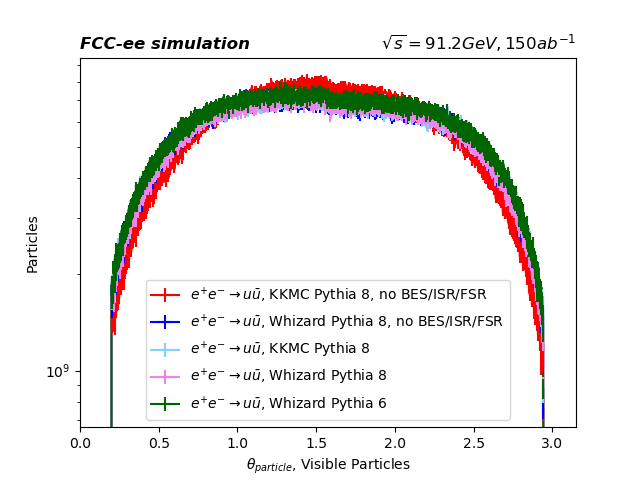 FCC-ee simulation √s = 91.2GeV, 150ab⁻¹
Particles
10⁹
e⁺e⁻ → uū, KKMC Pythia 8, no BES/ISR/FSR
e⁺e⁻ → uū, Whizard Pythia 8, no BES/ISR/FSR
e⁺e⁻ → uū, KKMC Pythia 8
e⁺e⁻ → uū, Whizard Pythia 8
e⁺e⁻ → uū, Whizard Pythia 6
0.0 0.5 1.0 1.5 2.0 2.5 3.0
θ_particle, Visible Particles